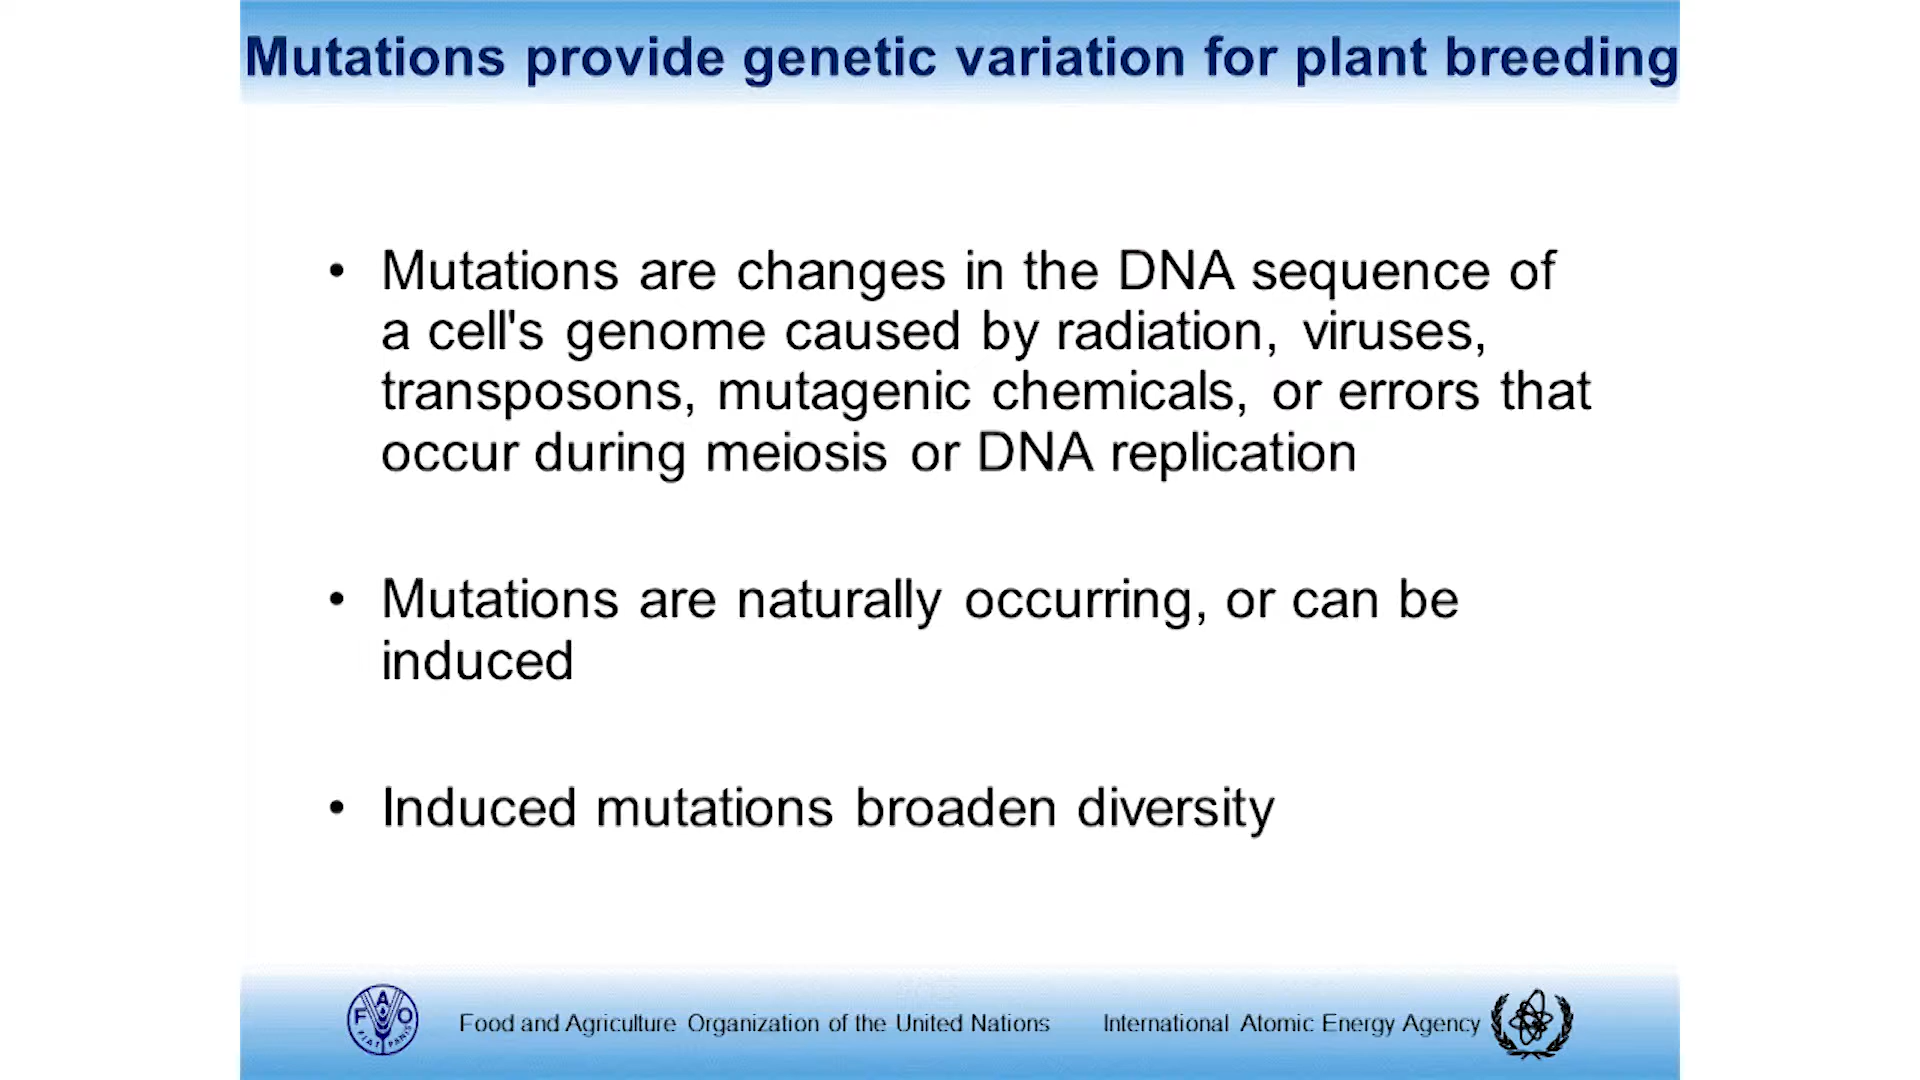 Mutations provide genetic variation for plant breeding
• Mutations are changes in the DNA sequence of
a cell's genome caused by radiation, viruses,
transposons, mutagenic chemicals, or errors that
occur during meiosis or DNA replication
• Mutations are naturally occurring, or can be
induced
• Induced mutations broaden diversity
FAO
FIAT PANIS
Food and Agriculture Organization of the United Nations
International Atomic Energy Agency